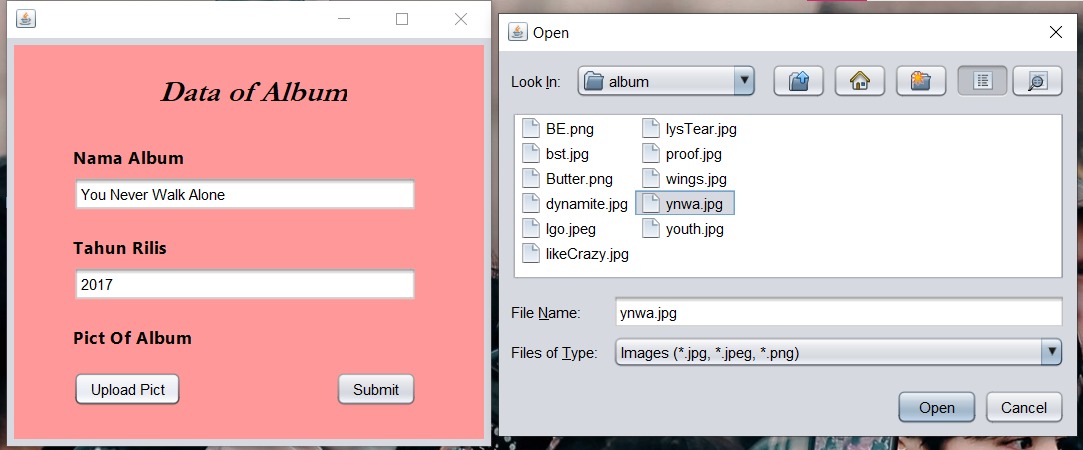 Data of Album
Nama Album
You Never Walk Alone
Tahun Rilis
2017
Pict Of Album
Upload Pict
Submit
Open
Look In:
album
BE.png
bst.jpg
Butter.png
dynamite.jpg
lgo.jpeg
likeCrazy.jpg
lysTear.jpg
proof.jpg
wings.jpg
ynwa.jpg
youth.jpg
File Name:
ynwa.jpg
Files of Type:
Images (*.jpg, *.jpeg, *.png)
Open
Cancel